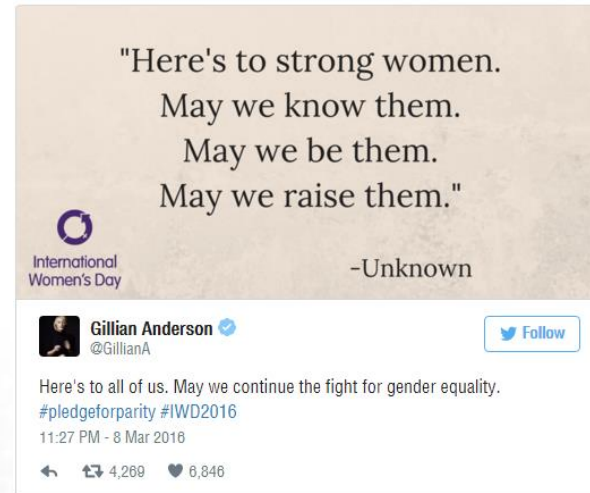 "Here's to strong women.
May we know them.
May we be them.
May we raise them."
-Unknown
International
Women's Day
Gillian Anderson
@GillianA
Follow
Here's to all of us. May we continue the fight for gender equality.
#pledgeforparity #IWD2016
11:27 PM - 8 Mar 2016
4,269 6,846